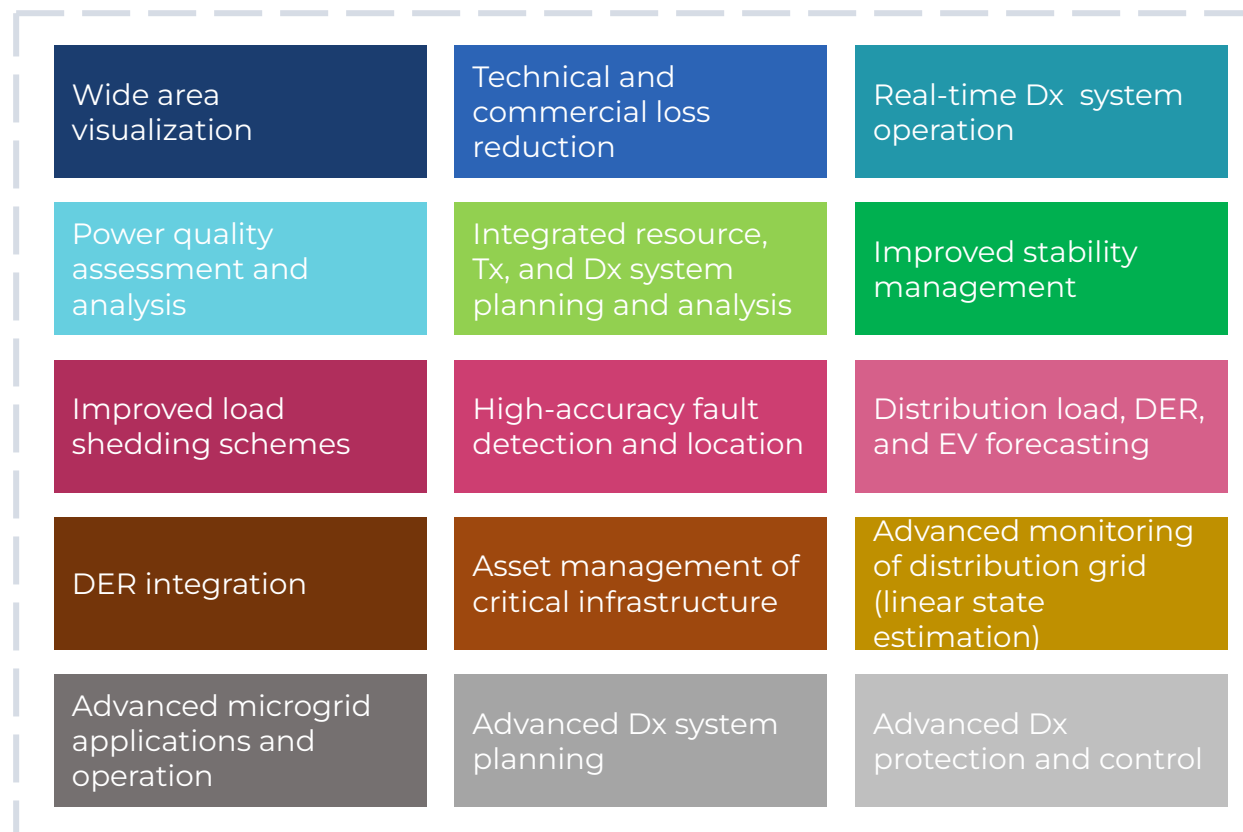 Wide area
visualization
Technical and
commercial loss
reduction
Real-time Dx system
operation
Power quality
assessment and
analysis
Integrated resource,
Tx, and Dx system
planning and analysis
Improved stability
management
Improved load
shedding schemes
High-accuracy fault
detection and location
Distribution load, DER,
and EV forecasting
DER integration
Asset management of
critical infrastructure
Advanced monitoring
of distribution grid
(linear state
estimation)
Advanced microgrid
applications and
operation
Advanced Dx system
planning
Advanced Dx
protection and control